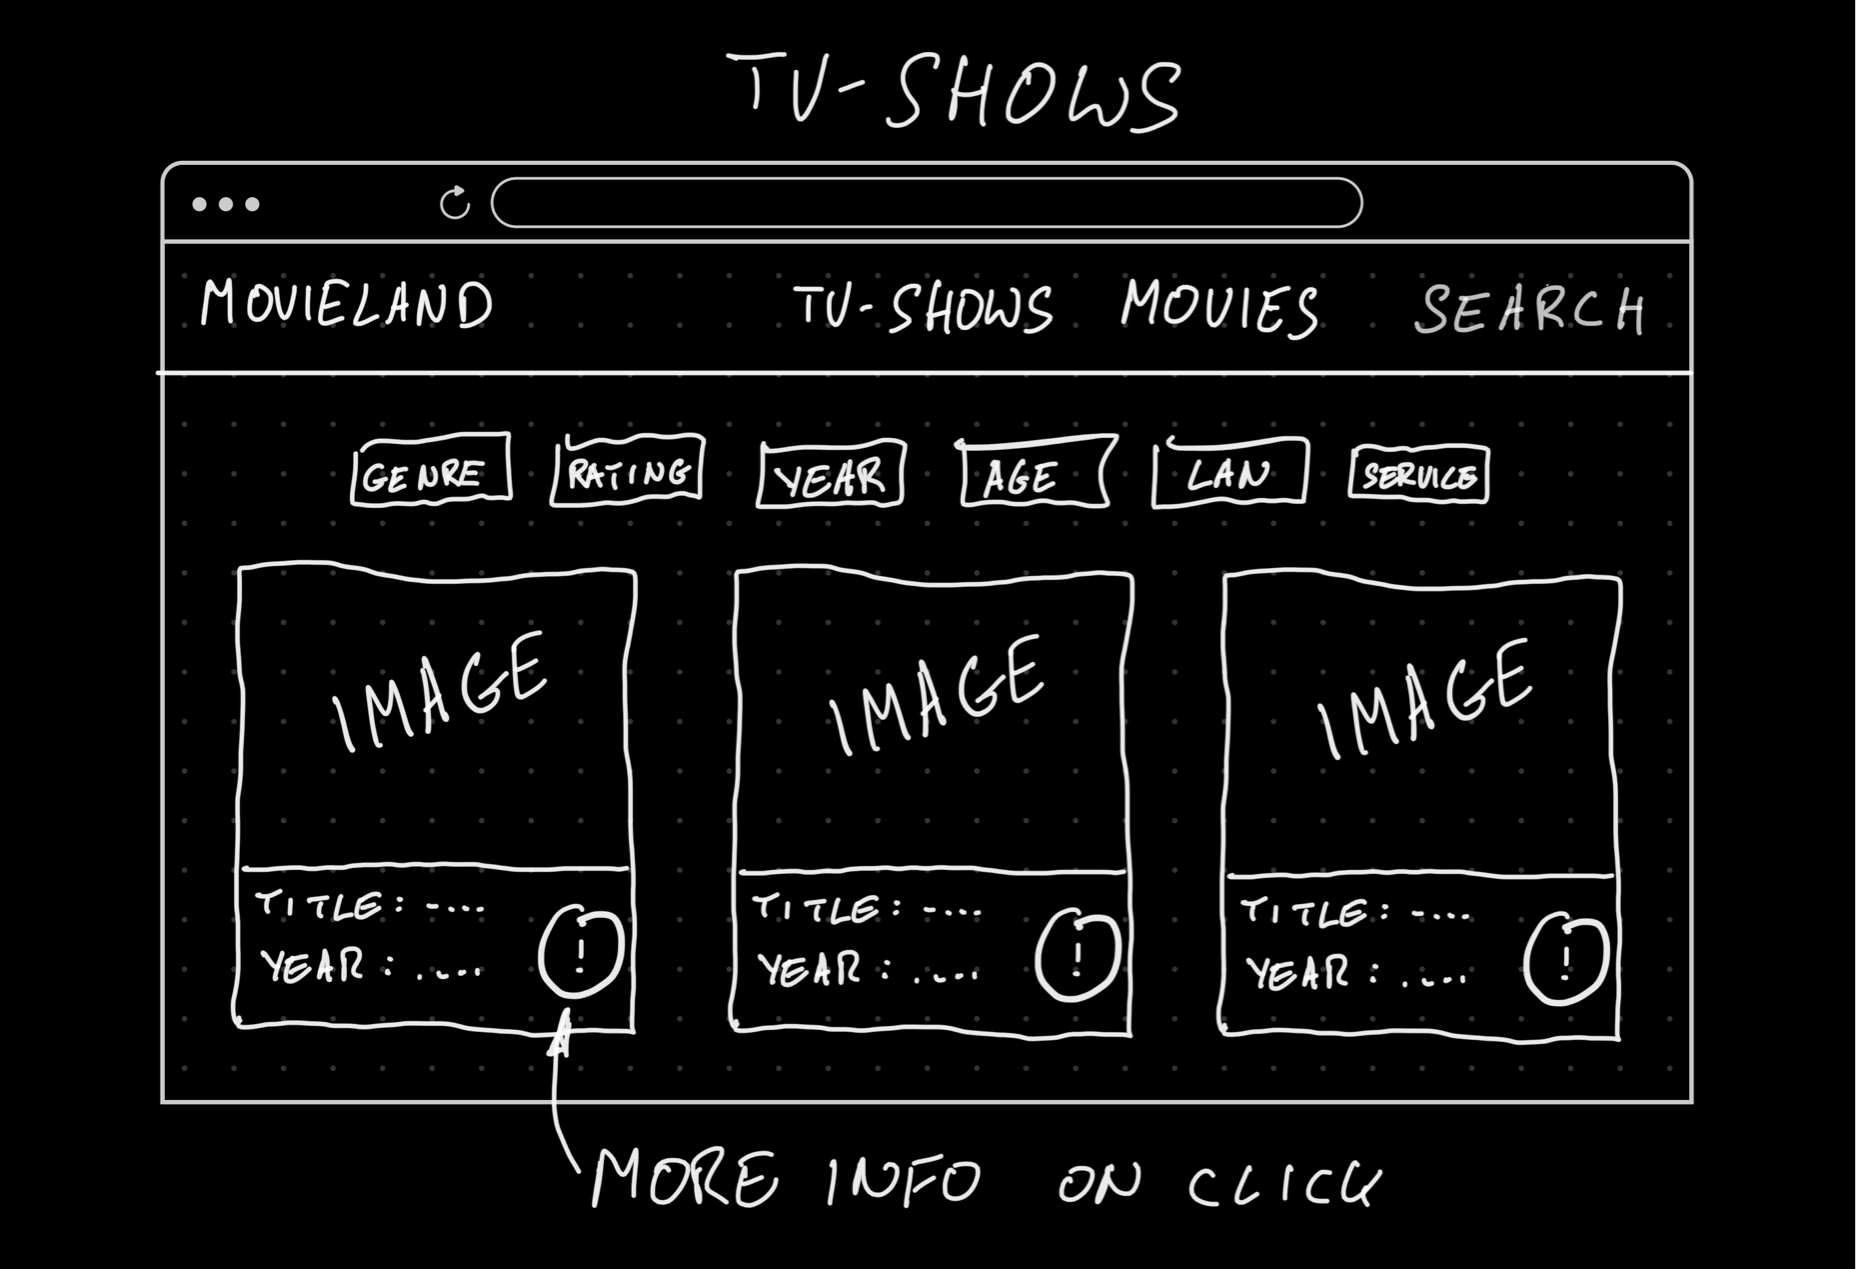 TV-SHOWS
MOVIELAND TV-SHOWS MOVIES SEARCH
GENRE RATING YEAR AGE LAN SERVICE
IMAGE IMAGE IMAGE
TITLE: -... TITLE: -... TITLE: -...
! ! !
YEAR: .... YEAR: .... YEAR: ....
MORE INFO ON CLICK